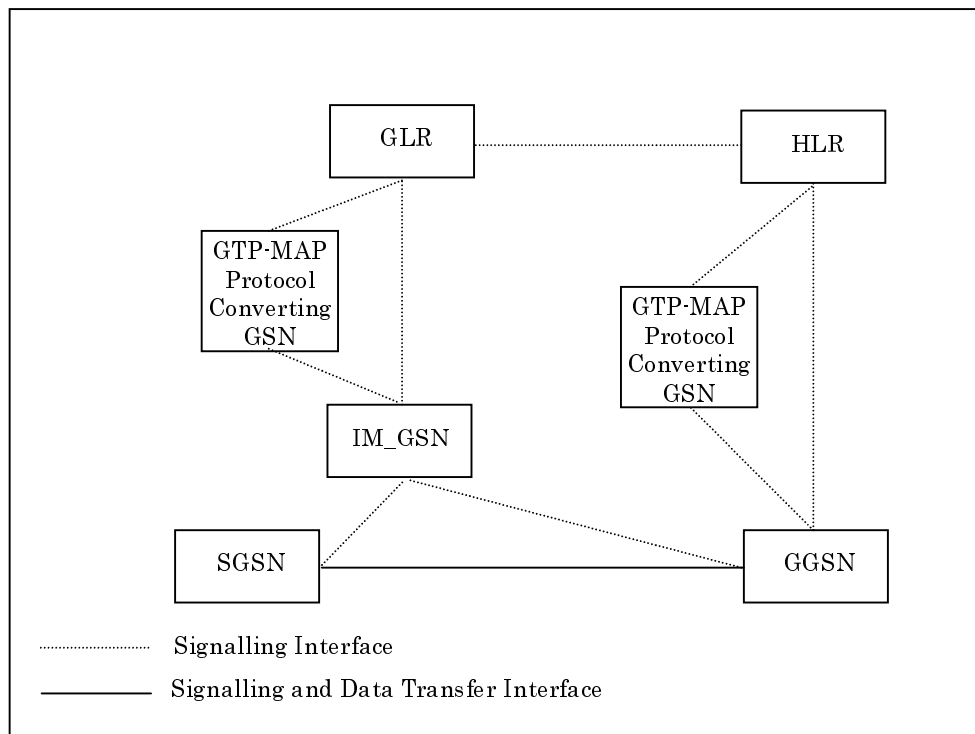 GLR
HLR
GTP-MAP
Protocol
Converting
GSN
GTP-MAP
Protocol
Converting
GSN
IM_GSN
SGSN
GGSN
Signalling Interface
Signalling and Data Transfer Interface